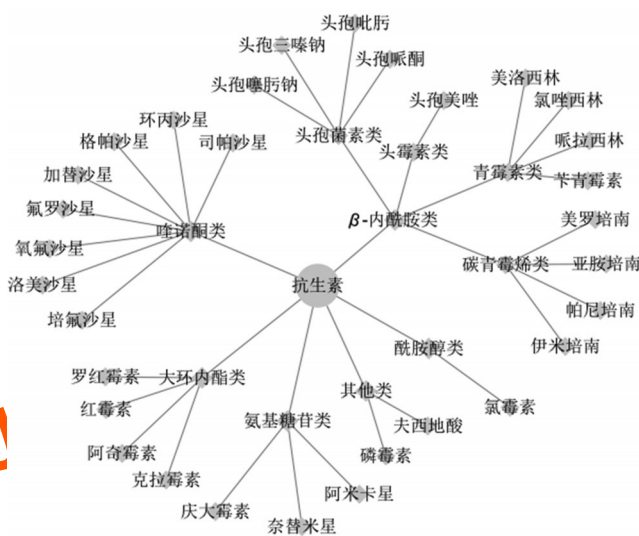 头孢吡肟
头孢三嗪钠
头孢哌酮
头孢噻肟钠
头孢美唑
美洛西林
氯唑西林
环丙沙星
头孢菌素类
格帕沙星
司帕沙星
哌拉西林
头霉素类
加替沙星
青霉素类
苄青霉素
氟罗沙星
β-内酰胺类
美罗培南
喹诺酮类
氧氟沙星
碳青霉烯类
亚胺培南
洛美沙星
抗生素
帕尼培南
培氟沙星
伊米培南
酰胺醇类
罗红霉素
大环内酯类
其他类
红霉素
氯霉素
氨基糖苷类
夫西地酸
阿奇霉素
磷霉素
克拉霉素
阿米卡星
庆大霉素
奈替米星